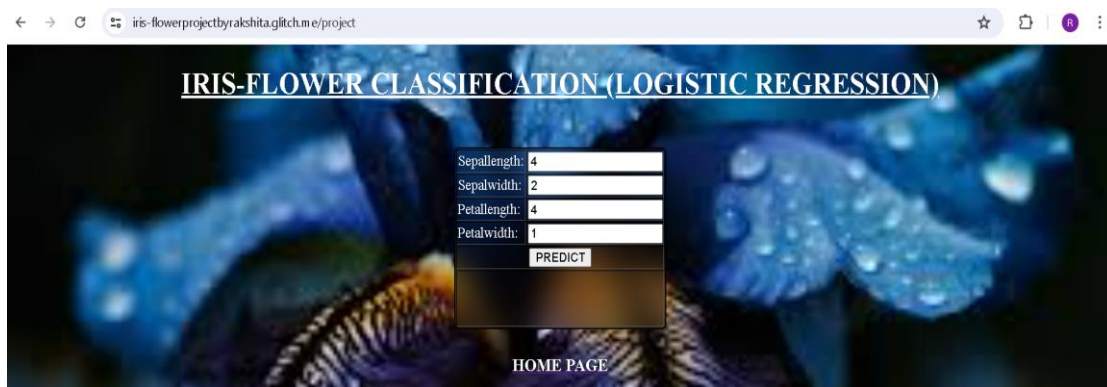 iris-flowerprojectbyrakshita.glitch.me/project
R
IRIS-FLOWER CLASSIFICATION (LOGISTIC REGRESSION)
Sepallength: 4
Sepalwidth: 2
Petallength: 4
Petalwidth: 1
PREDICT
HOME PAGE